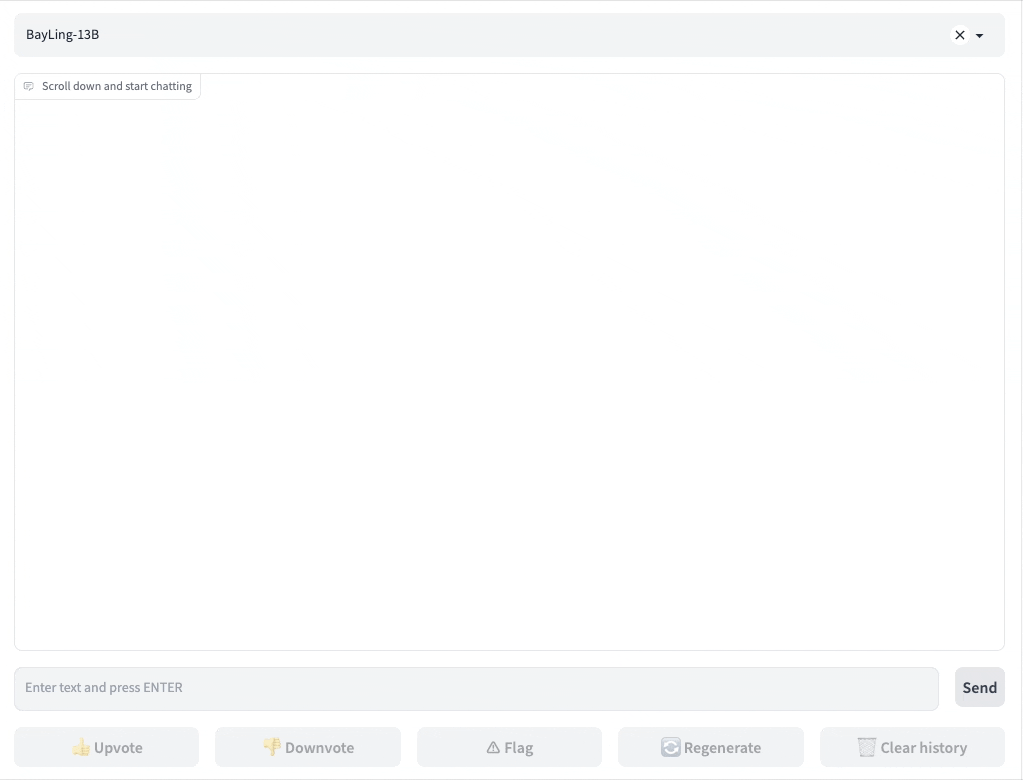 BayLing-13B
Scroll down and start chatting
Enter text and press ENTER
Send
👍 Upvote
👎 Downvote
⚠ Flag
🔄 Regenerate
🗑 Clear history